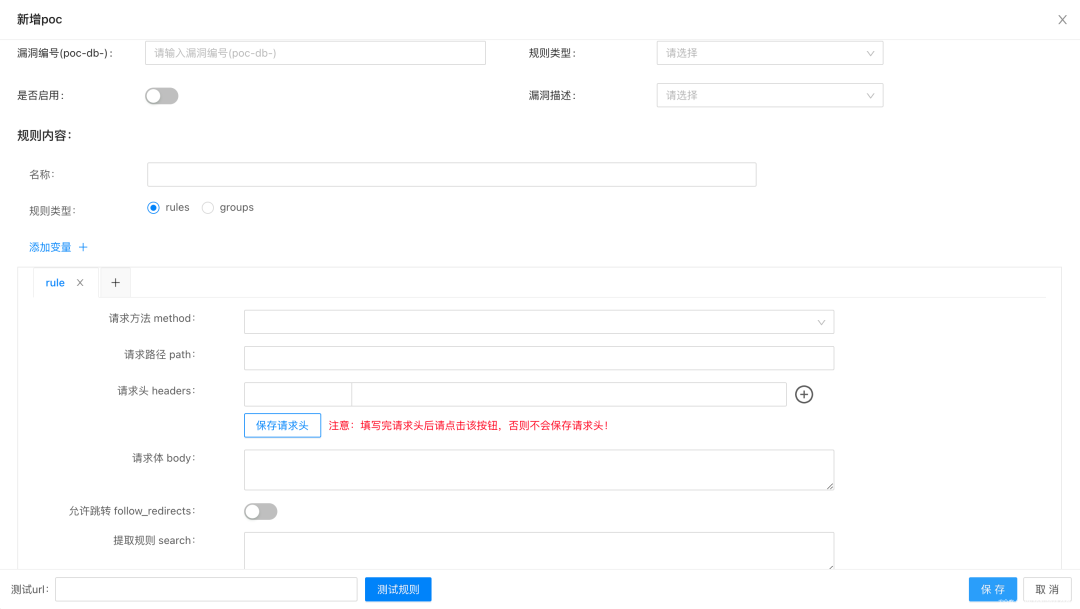 新增poc
漏洞编号(poc-db-): 请输入漏洞编号(poc-db-) 规则类型: 请选择
是否启用: 漏洞描述: 请选择
规则内容:
名称:
规则类型: rules groups
添加变量 +
rule × +
请求方法 method:
请求路径 path:
请求头 headers:
保存请求头 注意: 填写完请求头后请点击该按钮, 否则不会保存请求头!
请求体 body:
允许跳转 follow_redirects:
提取规则 search:
测试url: 测试规则 保 存 取 消